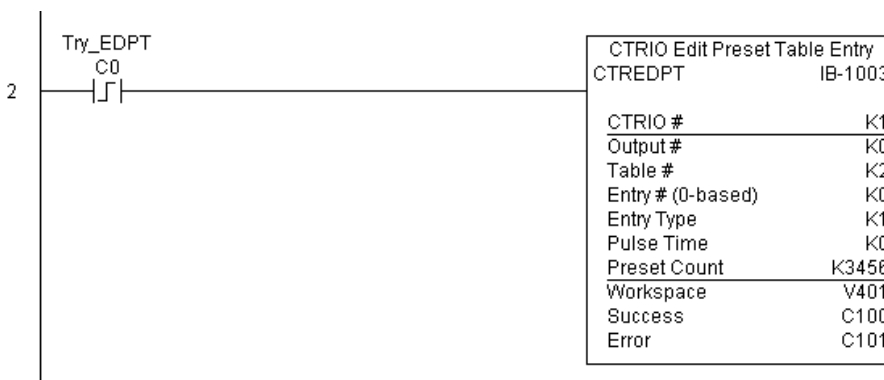 Try_EDPT
C0
2
CTRIO Edit Preset Table Entry
CTREDPT IB-1003
CTRIO # K1
Output # K0
Table # K2
Entry # (0-based) K0
Entry Type K1
Pulse Time K0
Preset Count K3456
Workspace V401
Success C100
Error C101